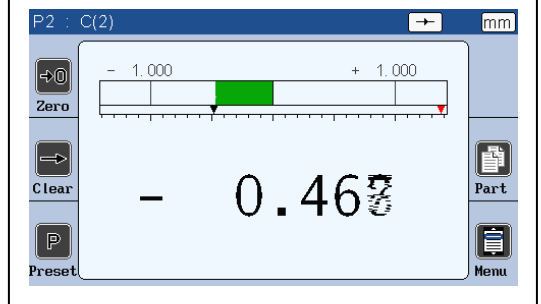 P2 : C(2) mm
- 1.000 + 1.000
Zero
Clear
- 0.46
Part
P
Preset
Menu